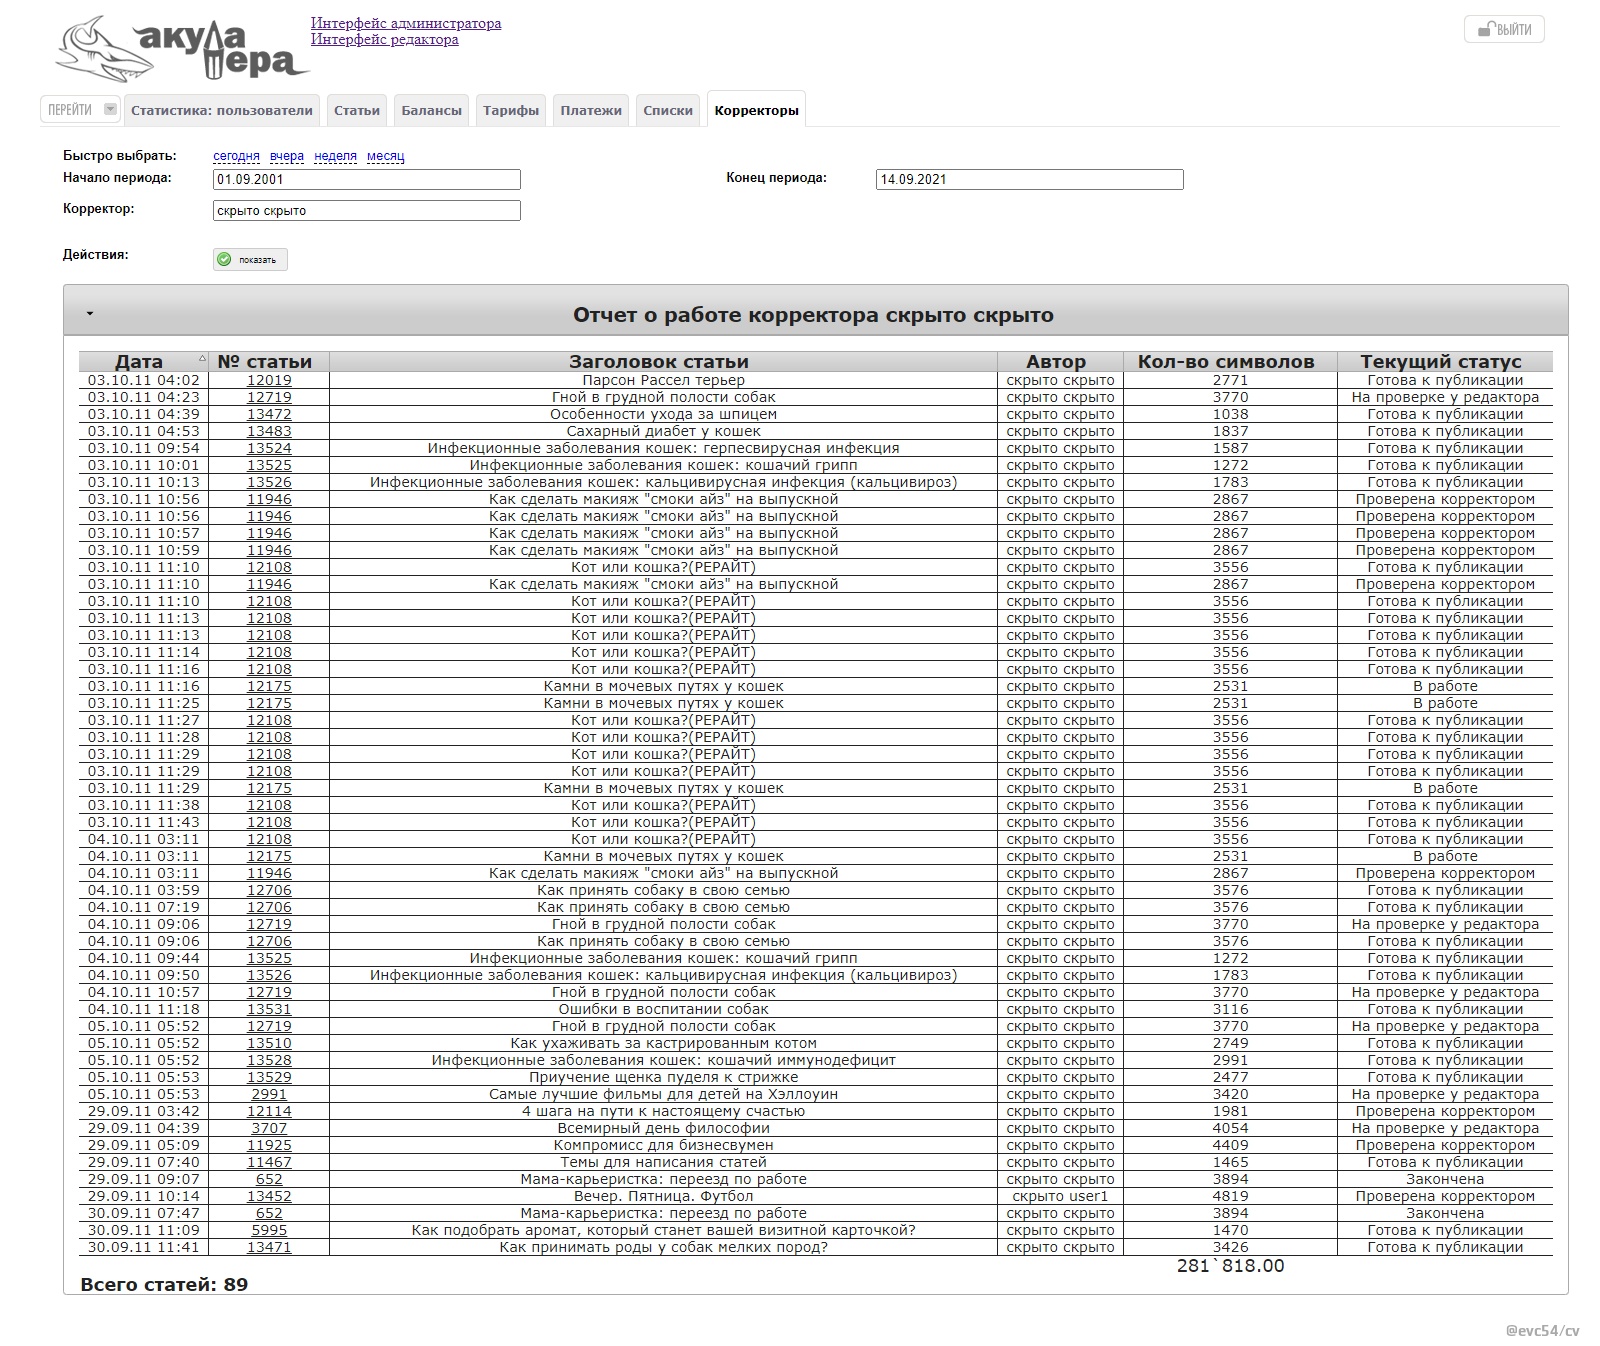 акула пера
Интерфейс администратора
Интерфейс редактора
ВЫЙТИ
ПЕРЕЙТИ Статистика: пользователи Статьи Балансы Тарифы Платежи Списки Корректоры
Быстро выбрать: сегодня вчера неделя месяц
Начало периода: 01.09.2001 Конец периода: 14.09.2021
Корректор: скрыто скрыто
Действия: показать
Отчет о работе корректора скрыто скрыто
Дата № статьи Заголовок статьи Автор Кол-во символов Текущий статус
03.10.11 04:02 12019 Парсон Рассел терьер скрыто скрыто 2771 Готова к публикации
03.10.11 04:23 12719 Гной в грудной полости собак скрыто скрыто 3770 На проверке у редактора
03.10.11 04:39 13472 Особенности ухода за шпицем скрыто скрыто 1038 Готова к публикации
03.10.11 04:53 13483 Сахарный диабет у кошек скрыто скрыто 1837 Готова к публикации
03.10.11 09:54 13524 Инфекционные заболевания кошек: герпесвирусная инфекция скрыто скрыто 1587 Готова к публикации
03.10.11 10:01 13525 Инфекционные заболевания кошек: кошачий грипп скрыто скрыто 1272 Готова к публикации
03.10.11 10:13 13526 Инфекционные заболевания кошек: кальцивирусная инфекция (кальцивироз) скрыто скрыто 1783 Готова к публикации
03.10.11 10:56 11946 Как сделать макияж "смоки айз" на выпускной скрыто скрыто 2867 Проверена корректором
03.10.11 10:56 11946 Как сделать макияж "смоки айз" на выпускной скрыто скрыто 2867 Проверена корректором
03.10.11 10:57 11946 Как сделать макияж "смоки айз" на выпускной скрыто скрыто 2867 Проверена корректором
03.10.11 10:59 11946 Как сделать макияж "смоки айз" на выпускной скрыто скрыто 2867 Проверена корректором
03.10.11 11:10 12108 Кот или кошка?(РЕРАЙТ) скрыто скрыто 3556 Готова к публикации
03.10.11 11:10 11946 Как сделать макияж "смоки айз" на выпускной скрыто скрыто 2867 Проверена корректором
03.10.11 11:10 12108 Кот или кошка?(РЕРАЙТ) скрыто скрыто 3556 Готова к публикации
03.10.11 11:13 12108 Кот или кошка?(РЕРАЙТ) скрыто скрыто 3556 Готова к публикации
03.10.11 11:13 12108 Кот или кошка?(РЕРАЙТ) скрыто скрыто 3556 Готова к публикации
03.10.11 11:14 12108 Кот или кошка?(РЕРАЙТ) скрыто скрыто 3556 Готова к публикации
03.10.11 11:16 12108 Кот или кошка?(РЕРАЙТ) скрыто скрыто 3556 Готова к публикации
03.10.11 11:16 12175 Камни в мочевых путях у кошек скрыто скрыто 2531 В работе
03.10.11 11:25 12175 Камни в мочевых путях у кошек скрыто скрыто 2531 В работе
03.10.11 11:27 12108 Кот или кошка?(РЕРАЙТ) скрыто скрыто 3556 Готова к публикации
03.10.11 11:28 12108 Кот или кошка?(РЕРАЙТ) скрыто скрыто 3556 Готова к публикации
03.10.11 11:29 12108 Кот или кошка?(РЕРАЙТ) скрыто скрыто 3556 Готова к публикации
03.10.11 11:29 12108 Кот или кошка?(РЕРАЙТ) скрыто скрыто 3556 Готова к публикации
03.10.11 11:29 12175 Камни в мочевых путях у кошек скрыто скрыто 2531 В работе
03.10.11 11:38 12108 Кот или кошка?(РЕРАЙТ) скрыто скрыто 3556 Готова к публикации
03.10.11 11:43 12108 Кот или кошка?(РЕРАЙТ) скрыто скрыто 3556 Готова к публикации
04.10.11 03:11 12108 Кот или кошка?(РЕРАЙТ) скрыто скрыто 3556 Готова к публикации
04.10.11 03:11 12175 Камни в мочевых путях у кошек скрыто скрыто 2531 В работе
04.10.11 03:11 11946 Как сделать макияж "смоки айз" на выпускной скрыто скрыто 2867 Проверена корректором
04.10.11 03:59 12706 Как принять собаку в свою семью скрыто скрыто 3576 Готова к публикации
04.10.11 07:19 12706 Как принять собаку в свою семью скрыто скрыто 3576 Готова к публикации
04.10.11 09:06 12719 Гной в грудной полости собак скрыто скрыто 3770 На проверке у редактора
04.10.11 09:06 12706 Как принять собаку в свою семью скрыто скрыто 3576 Готова к публикации
04.10.11 09:44 13525 Инфекционные заболевания кошек: кошачий грипп скрыто скрыто 1272 Готова к публикации
04.10.11 09:50 13526 Инфекционные заболевания кошек: кальцивирусная инфекция (кальцивироз) скрыто скрыто 1783 Готова к публикации
04.10.11 10:57 12719 Гной в грудной полости собак скрыто скрыто 3770 На проверке у редактора
04.10.11 11:18 13531 Ошибки в воспитании собак скрыто скрыто 3116 Готова к публикации
05.10.11 05:52 12719 Гной в грудной полости собак скрыто скрыто 3770 На проверке у редактора
05.10.11 05:52 13510 Как ухаживать за кастрированным котом скрыто скрыто 2749 Готова к публикации
05.10.11 05:52 13528 Инфекционные заболевания кошек: кошачий иммунодефицит скрыто скрыто 2991 Готова к публикации
05.10.11 05:53 13529 Приучение щенка пуделя к стрижке скрыто скрыто 2477 Готова к публикации
05.10.11 05:53 2991 Самые лучшие фильмы для детей на Хэллоуин скрыто скрыто 3420 На проверке у редактора
29.09.11 03:42 12114 4 шага на пути к настоящему счастью скрыто скрыто 1981 Проверена корректором
29.09.11 04:39 3707 Всемирный день философии скрыто скрыто 4054 На проверке у редактора
29.09.11 05:09 11925 Компромисс для бизнесвумен скрыто скрыто 4409 Проверена корректором
29.09.11 07:40 11467 Темы для написания статей скрыто скрыто 1465 Готова к публикации
29.09.11 09:07 652 Мама-карьеристка: переезд по работе скрыто скрыто 3894 Закончена
29.09.11 10:14 13452 Вечер. Пятница. Футбол скрыто user1 4819 Проверена корректором
30.09.11 07:47 652 Мама-карьеристка: переезд по работе скрыто скрыто 3894 Закончена
30.09.11 11:09 5995 Как подобрать аромат, который станет вашей визитной карточкой? скрыто скрыто 1470 Готова к публикации
30.09.11 11:41 13471 Как принимать роды у собак мелких пород? скрыто скрыто 3426 Готова к публикации
281`818.00
Всего статей: 89
@evc54/cv